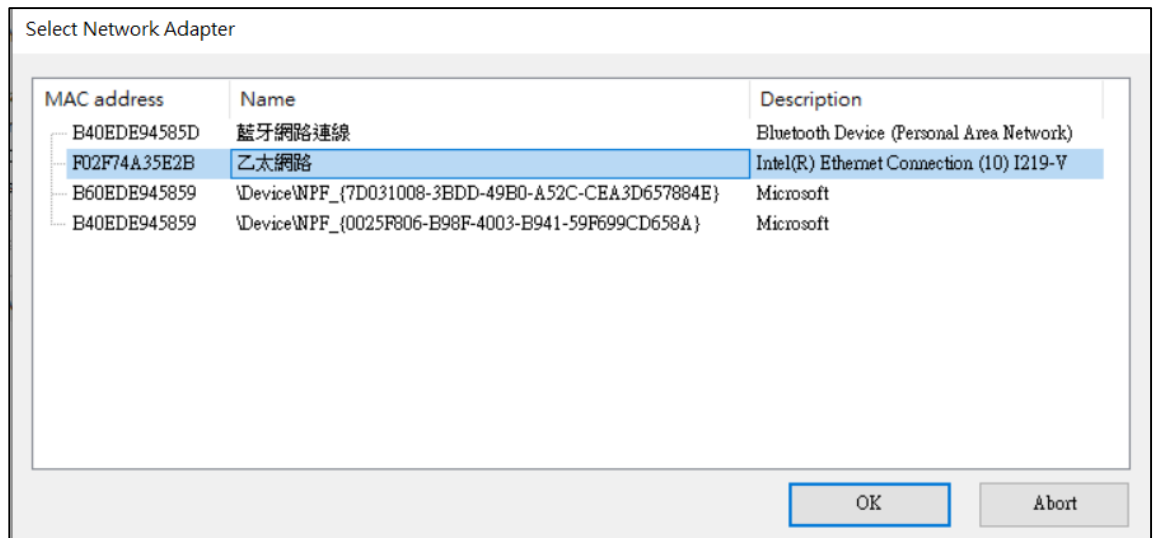 Select Network Adapter
MAC address Name Description
B40EDE94585D 藍牙網路連線 Bluetooth Device (Personal Area Network)
F02F74A35E2B 乙太網路 Intel(R) Ethernet Connection (10) I219-V
B60EDE945859 \Device\NPF_{7D031008-3BDD-49B0-A52C-CEA3D657884E} Microsoft
B40EDE945859 \Device\NPF_{0025F806-B98F-4003-B941-59F699CD658A} Microsoft
OK Abort